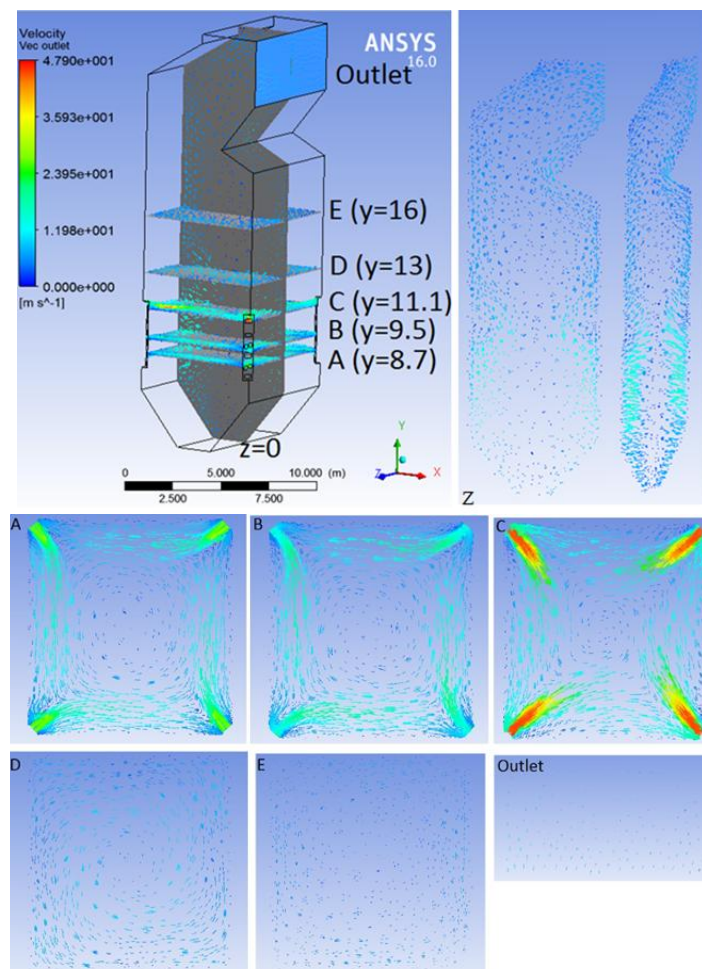 Velocity
Vec outlet
4.790e+001
3.593e+001
2.395e+001
1.198e+001
0.000e+000
[m s^-1]
ANSYS
16.0
Outlet
E (y=16)
D (y=13)
C (y=11.1)
B (y=9.5)
A (y=8.7)
z=0
0 5.000 10.000 (m)
2.500 7.500
Y
Z X
Z
A B C
D E Outlet